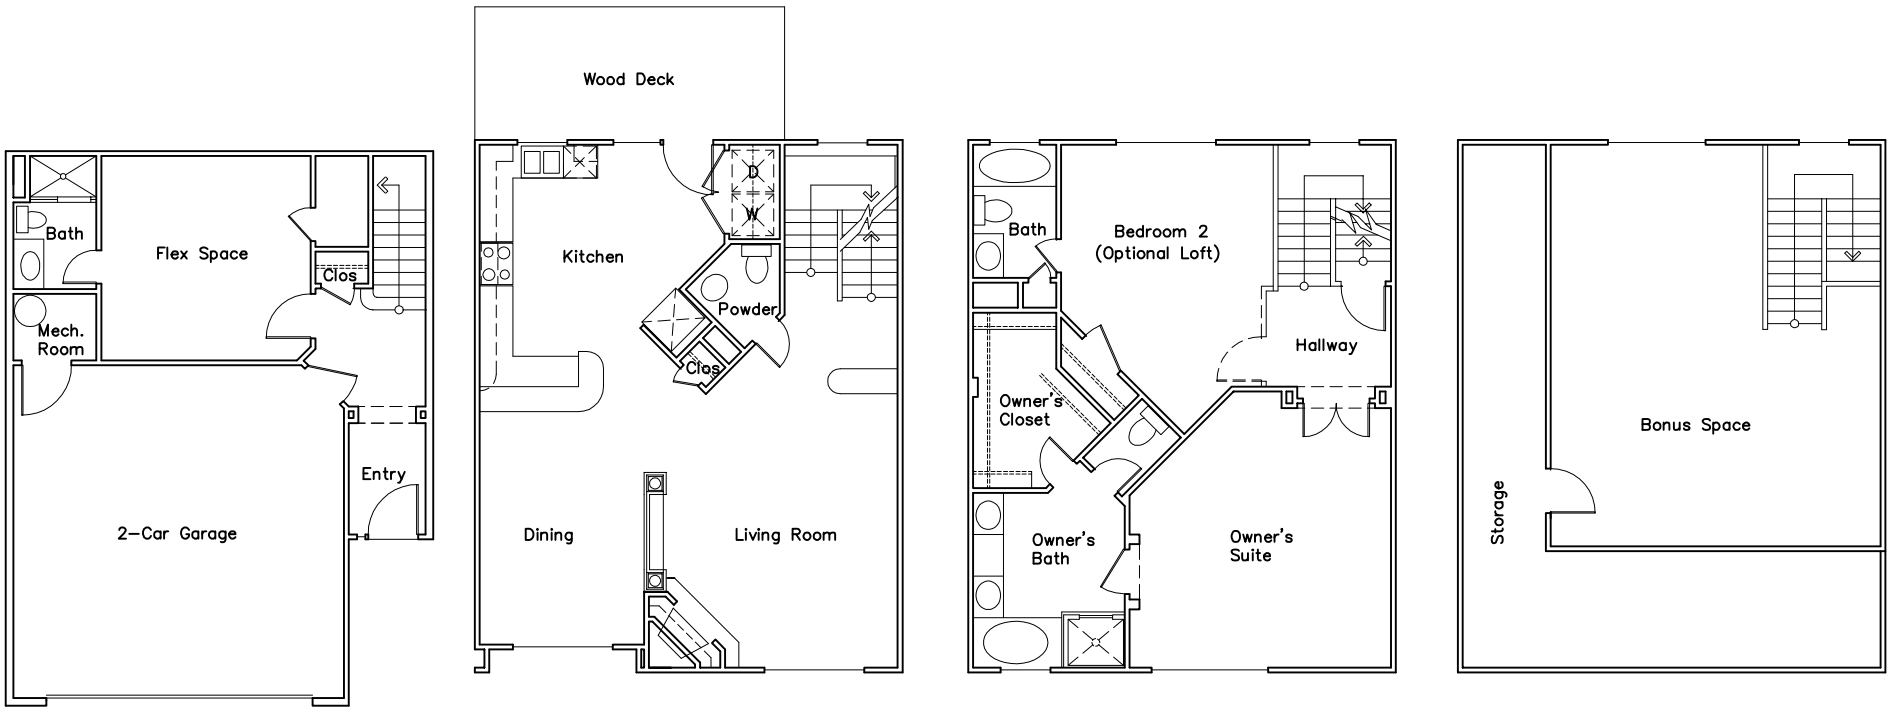 Bath
Flex Space
Clos
Mech.
Room
Entry
2-Car Garage
Wood Deck
D
W
Kitchen
Powder
Clos
Dining
Living Room
Bath
Bedroom 2
(Optional Loft)
Hallway
Owner's
Closet
Owner's
Bath
Owner's
Suite
Bonus Space
Storage